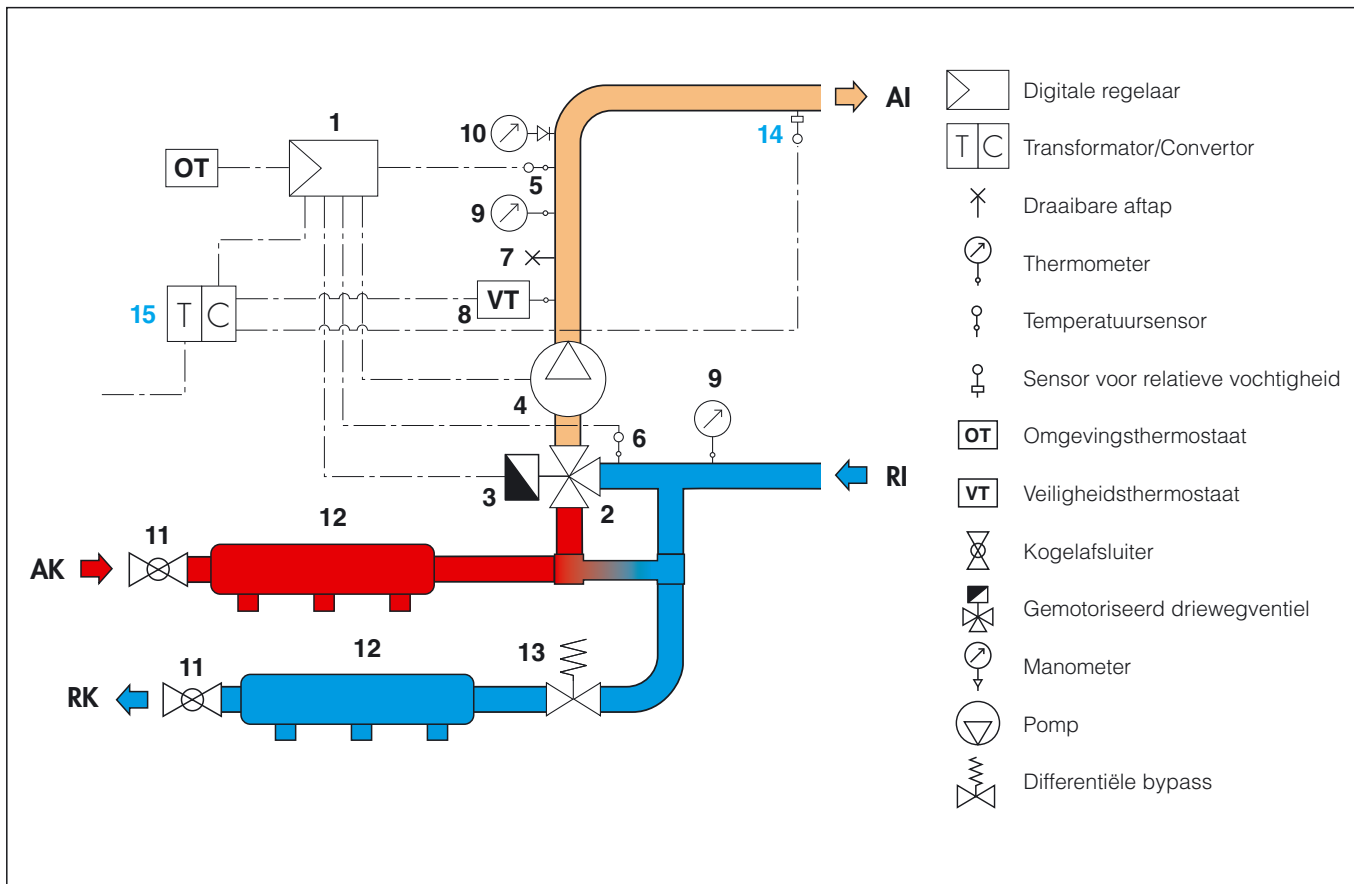 1
10
OT
5
14
AI
9
7
15
T C
8
VT
4
9
6
RI
3
2
11
12
AK
12
13
11
RK
Digitale regelaar
T C Transformator/Convertor
Draaibare aftap
Thermometer
Temperatuursensor
Sensor voor relatieve vochtigheid
OT Omgevingsthermostaat
VT Veiligheidsthermostaat
Kogelafsluiter
Gemotoriseerd driewegventiel
Manometer
Pomp
Differentiële bypass